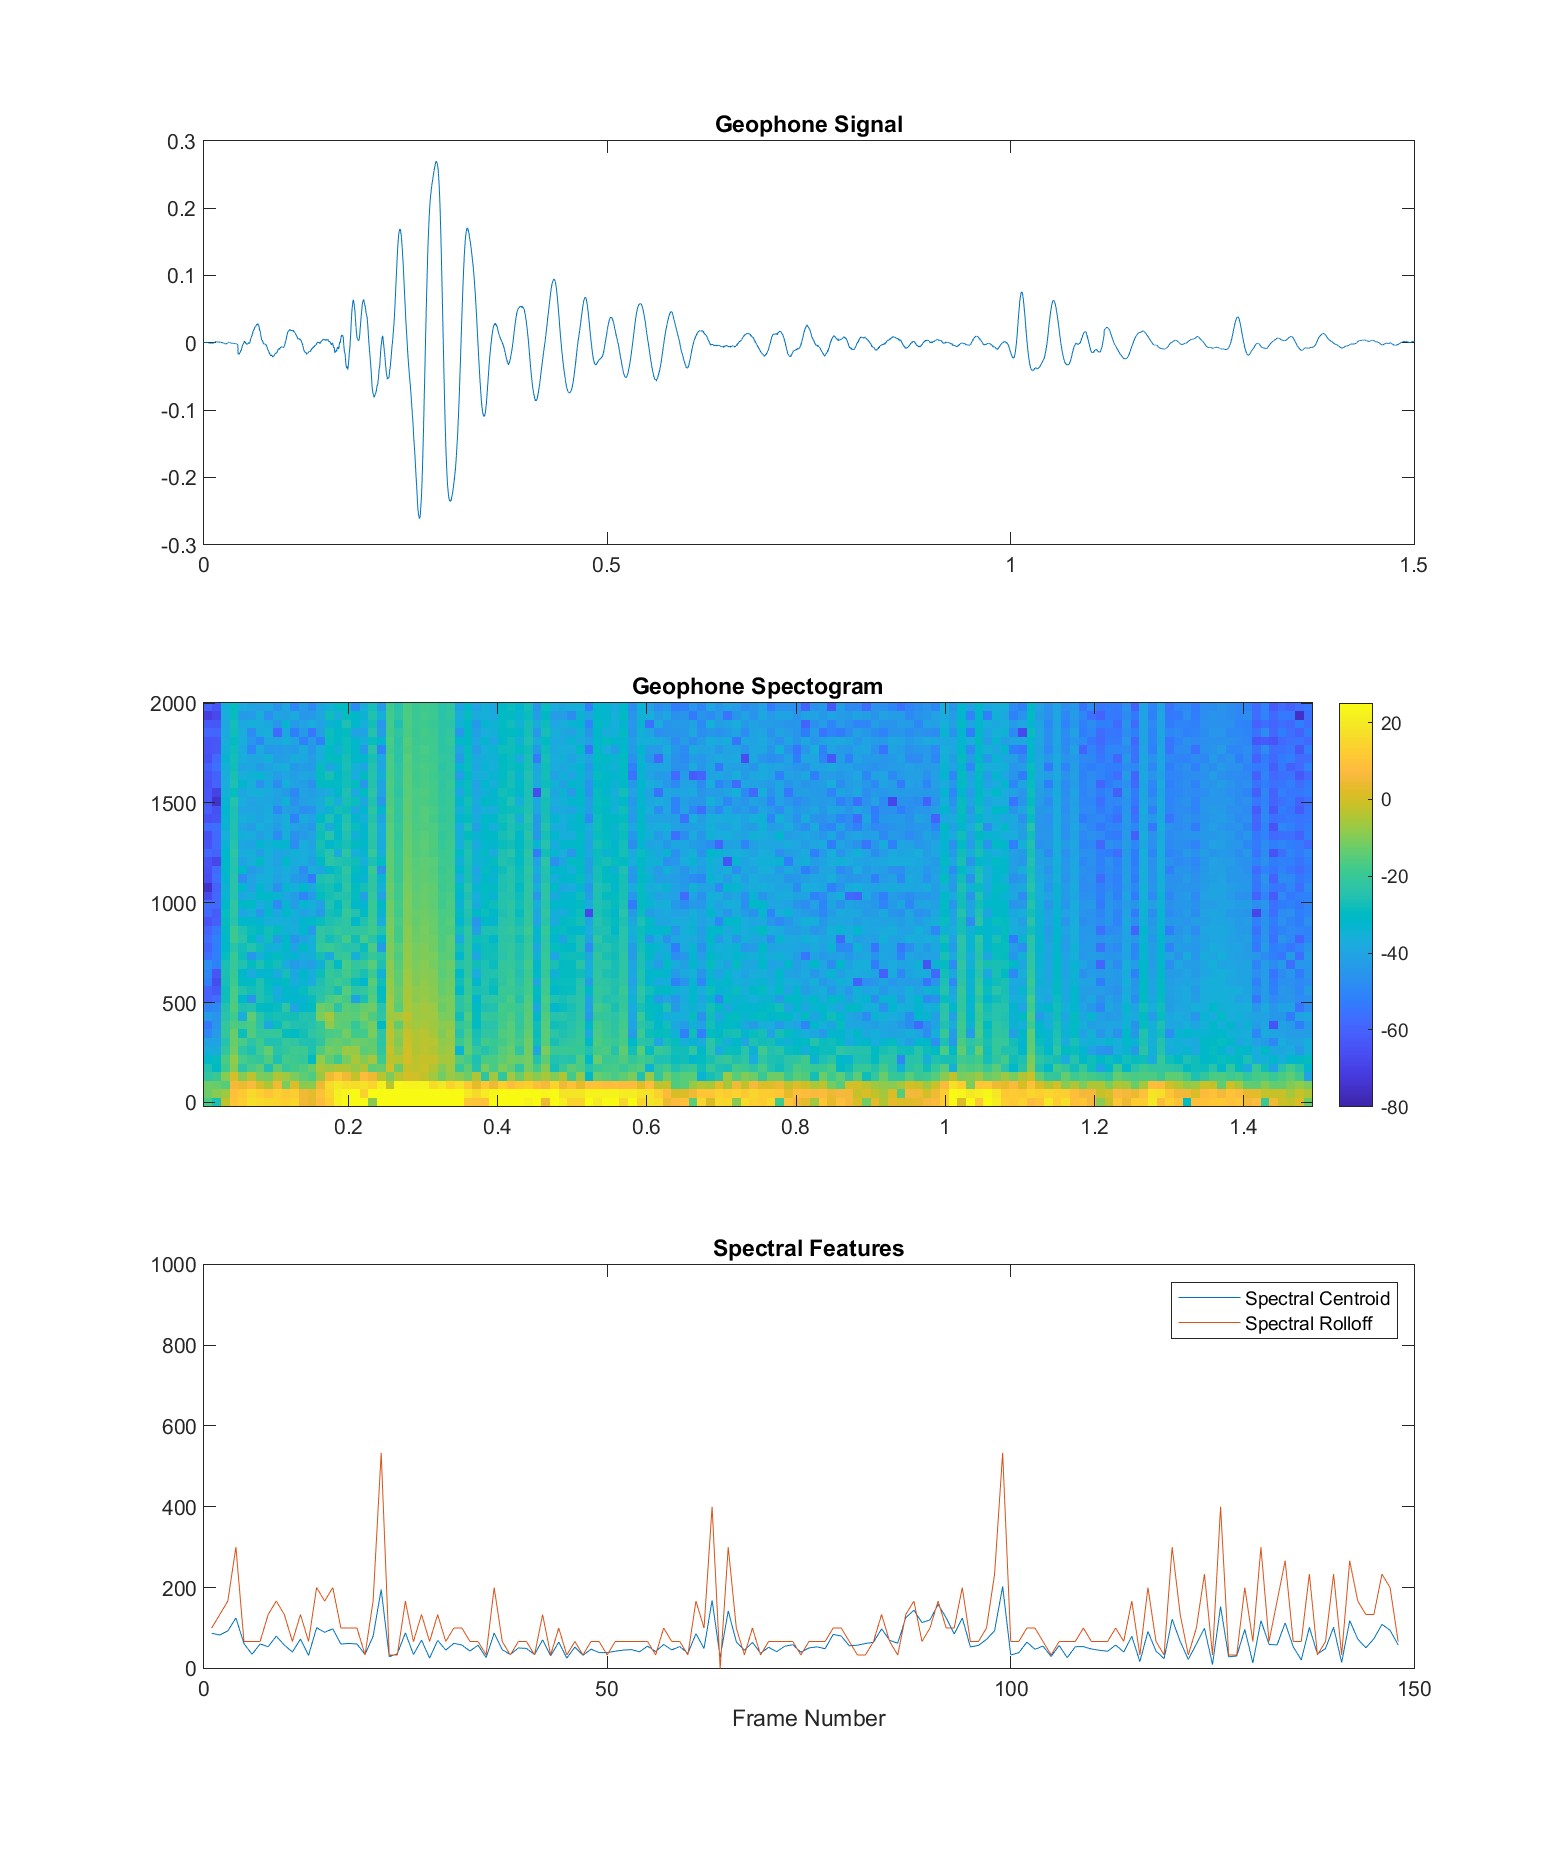 Geophone Signal
0.3
0.2
0.1
0
-0.1
-0.2
-0.3
0 0.5 1 1.5
Geophone Spectogram
2000
1500
1000
500
0
20
0
-20
-40
-60
-80
0.2 0.4 0.6 0.8 1 1.2 1.4
Spectral Features
1000
800
600
400
200
0
Spectral Centroid
Spectral Rolloff
0 50 100 150
Frame Number